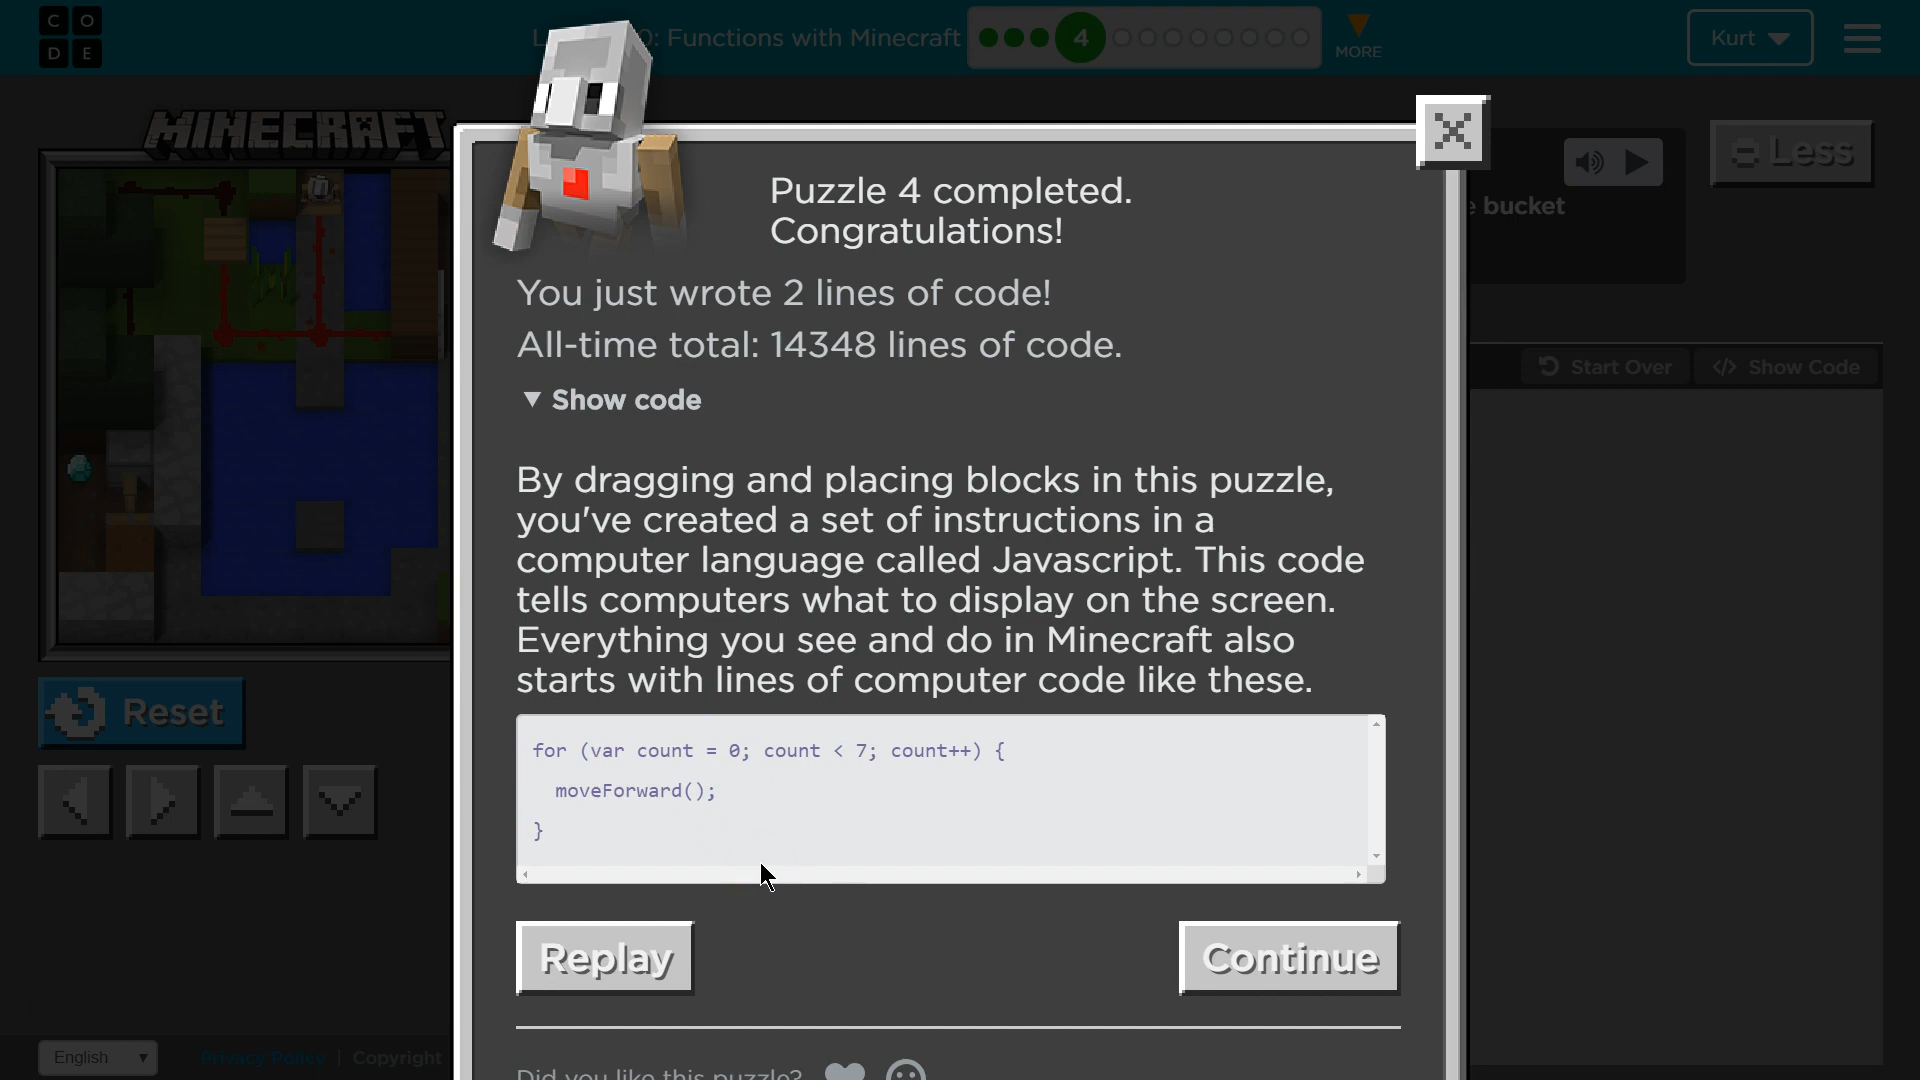 C O
D E
0: Functions with Minecraft
4
MORE
Kurt
MINECRAFT
Less
Puzzle 4 completed.
Congratulations!
e bucket
You just wrote 2 lines of code!
All-time total: 14348 lines of code.
Start Over
</> Show Code
▼ Show code
By dragging and placing blocks in this puzzle,
you've created a set of instructions in a
computer language called Javascript. This code
tells computers what to display on the screen.
Everything you see and do in Minecraft also
starts with lines of computer code like these.
Reset
for (var count = 0; count < 7; count++) {
moveForward();
}
Replay
Continue
English
Privacy Policy | Copyright
Did you like this puzzle?